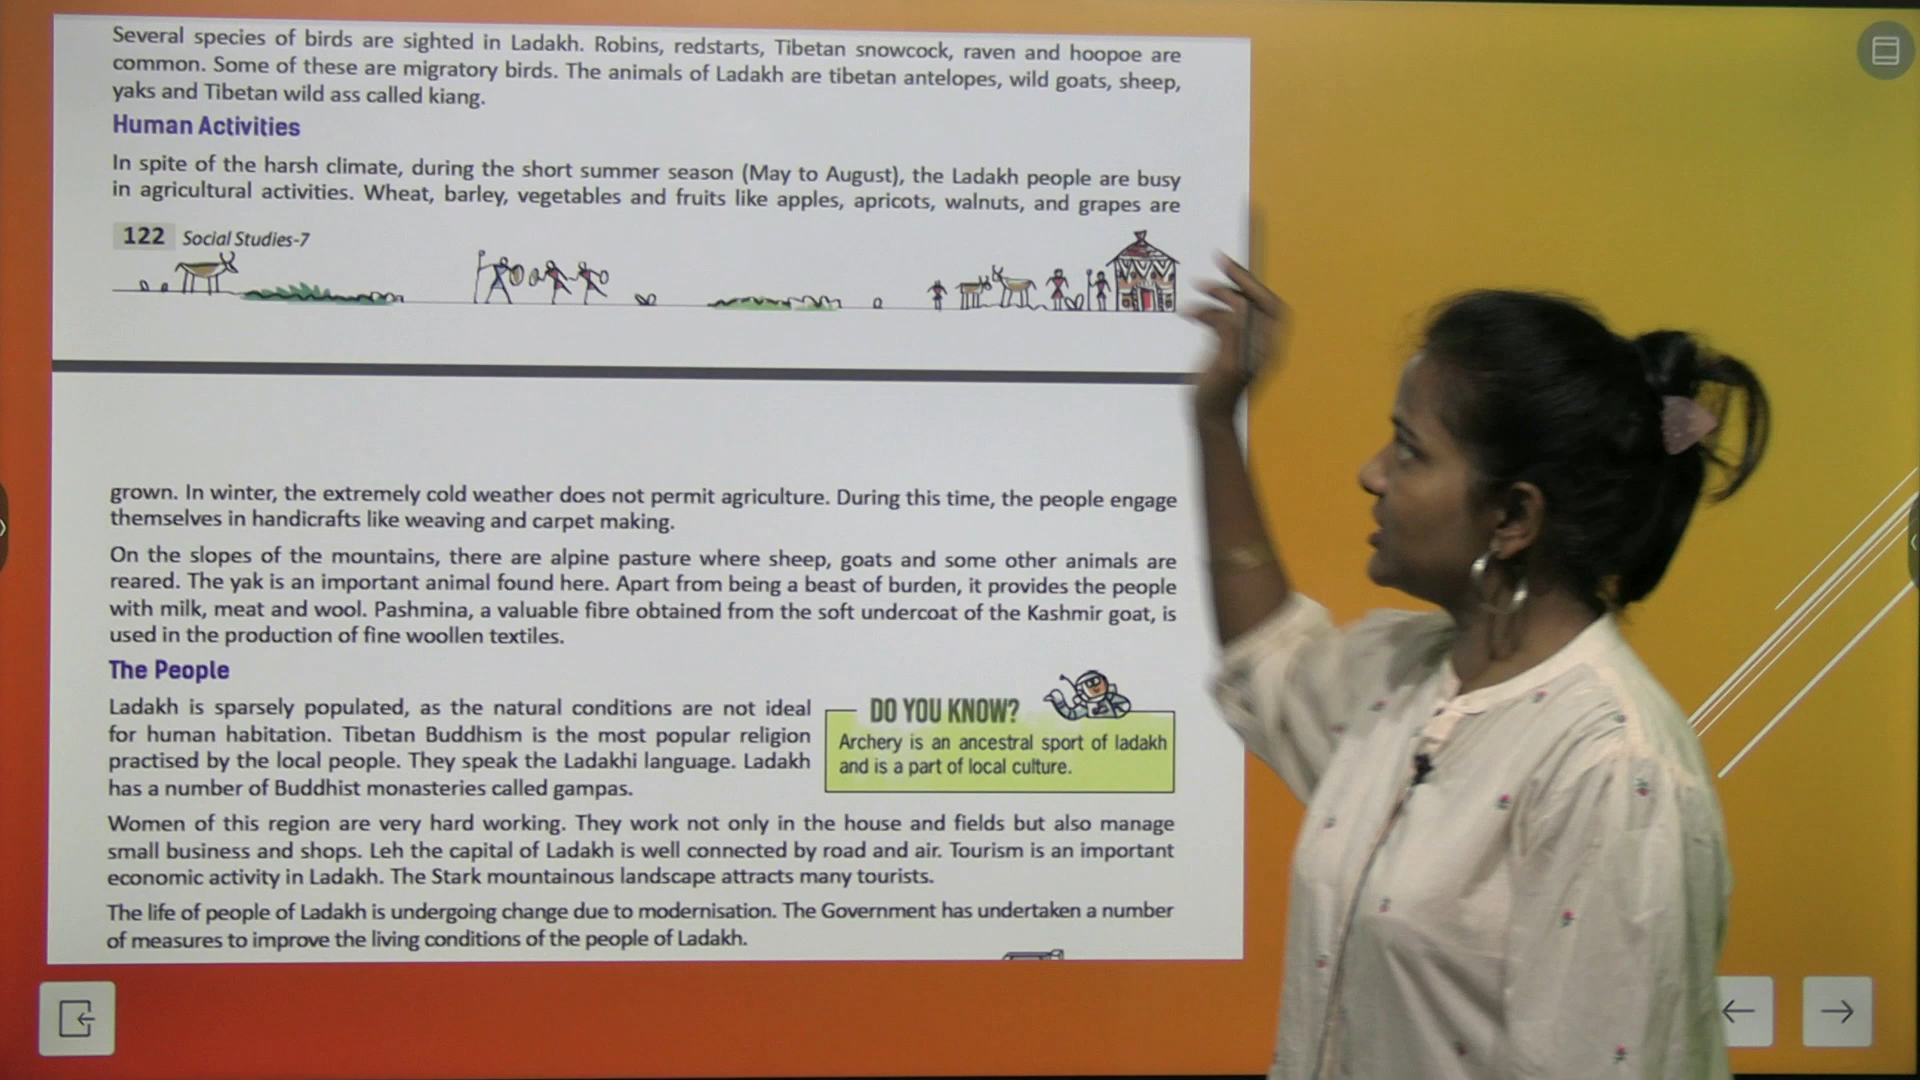 Several species of birds are sighted in Ladakh. Robins, redstarts, Tibetan snowcock, raven and hoopoe are
common. Some of these are migratory birds. The animals of Ladakh are tibetan antelopes, wild goats, sheep,
yaks and Tibetan wild ass called kiang.
Human Activities
In spite of the harsh climate, during the short summer season (May to August), the Ladakh people are busy
in agricultural activities. Wheat, barley, vegetables and fruits like apples, apricots, walnuts, and grapes are
122 Social Studies-7
grown. In winter, the extremely cold weather does not permit agriculture. During this time, the people engage
themselves in handicrafts like weaving and carpet making.
On the slopes of the mountains, there are alpine pasture where sheep, goats and some other animals are
reared. The yak is an important animal found here. Apart from being a beast of burden, it provides the people
with milk, meat and wool. Pashmina, a valuable fibre obtained from the soft undercoat of the Kashmir goat, is
used in the production of fine woollen textiles.
The People
Ladakh is sparsely populated, as the natural conditions are not ideal
for human habitation. Tibetan Buddhism is the most popular religion
practised by the local people. They speak the Ladakhi language. Ladakh
has a number of Buddhist monasteries called gampas.
DO YOU KNOW?
Archery is an ancestral sport of ladakh
and is a part of local culture.
Women of this region are very hard working. They work not only in the house and fields but also manage
small business and shops. Leh the capital of Ladakh is well connected by road and air. Tourism is an important
economic activity in Ladakh. The Stark mountainous landscape attracts many tourists.
The life of people of Ladakh is undergoing change due to modernisation. The Government has undertaken a number
of measures to improve the living conditions of the people of Ladakh.